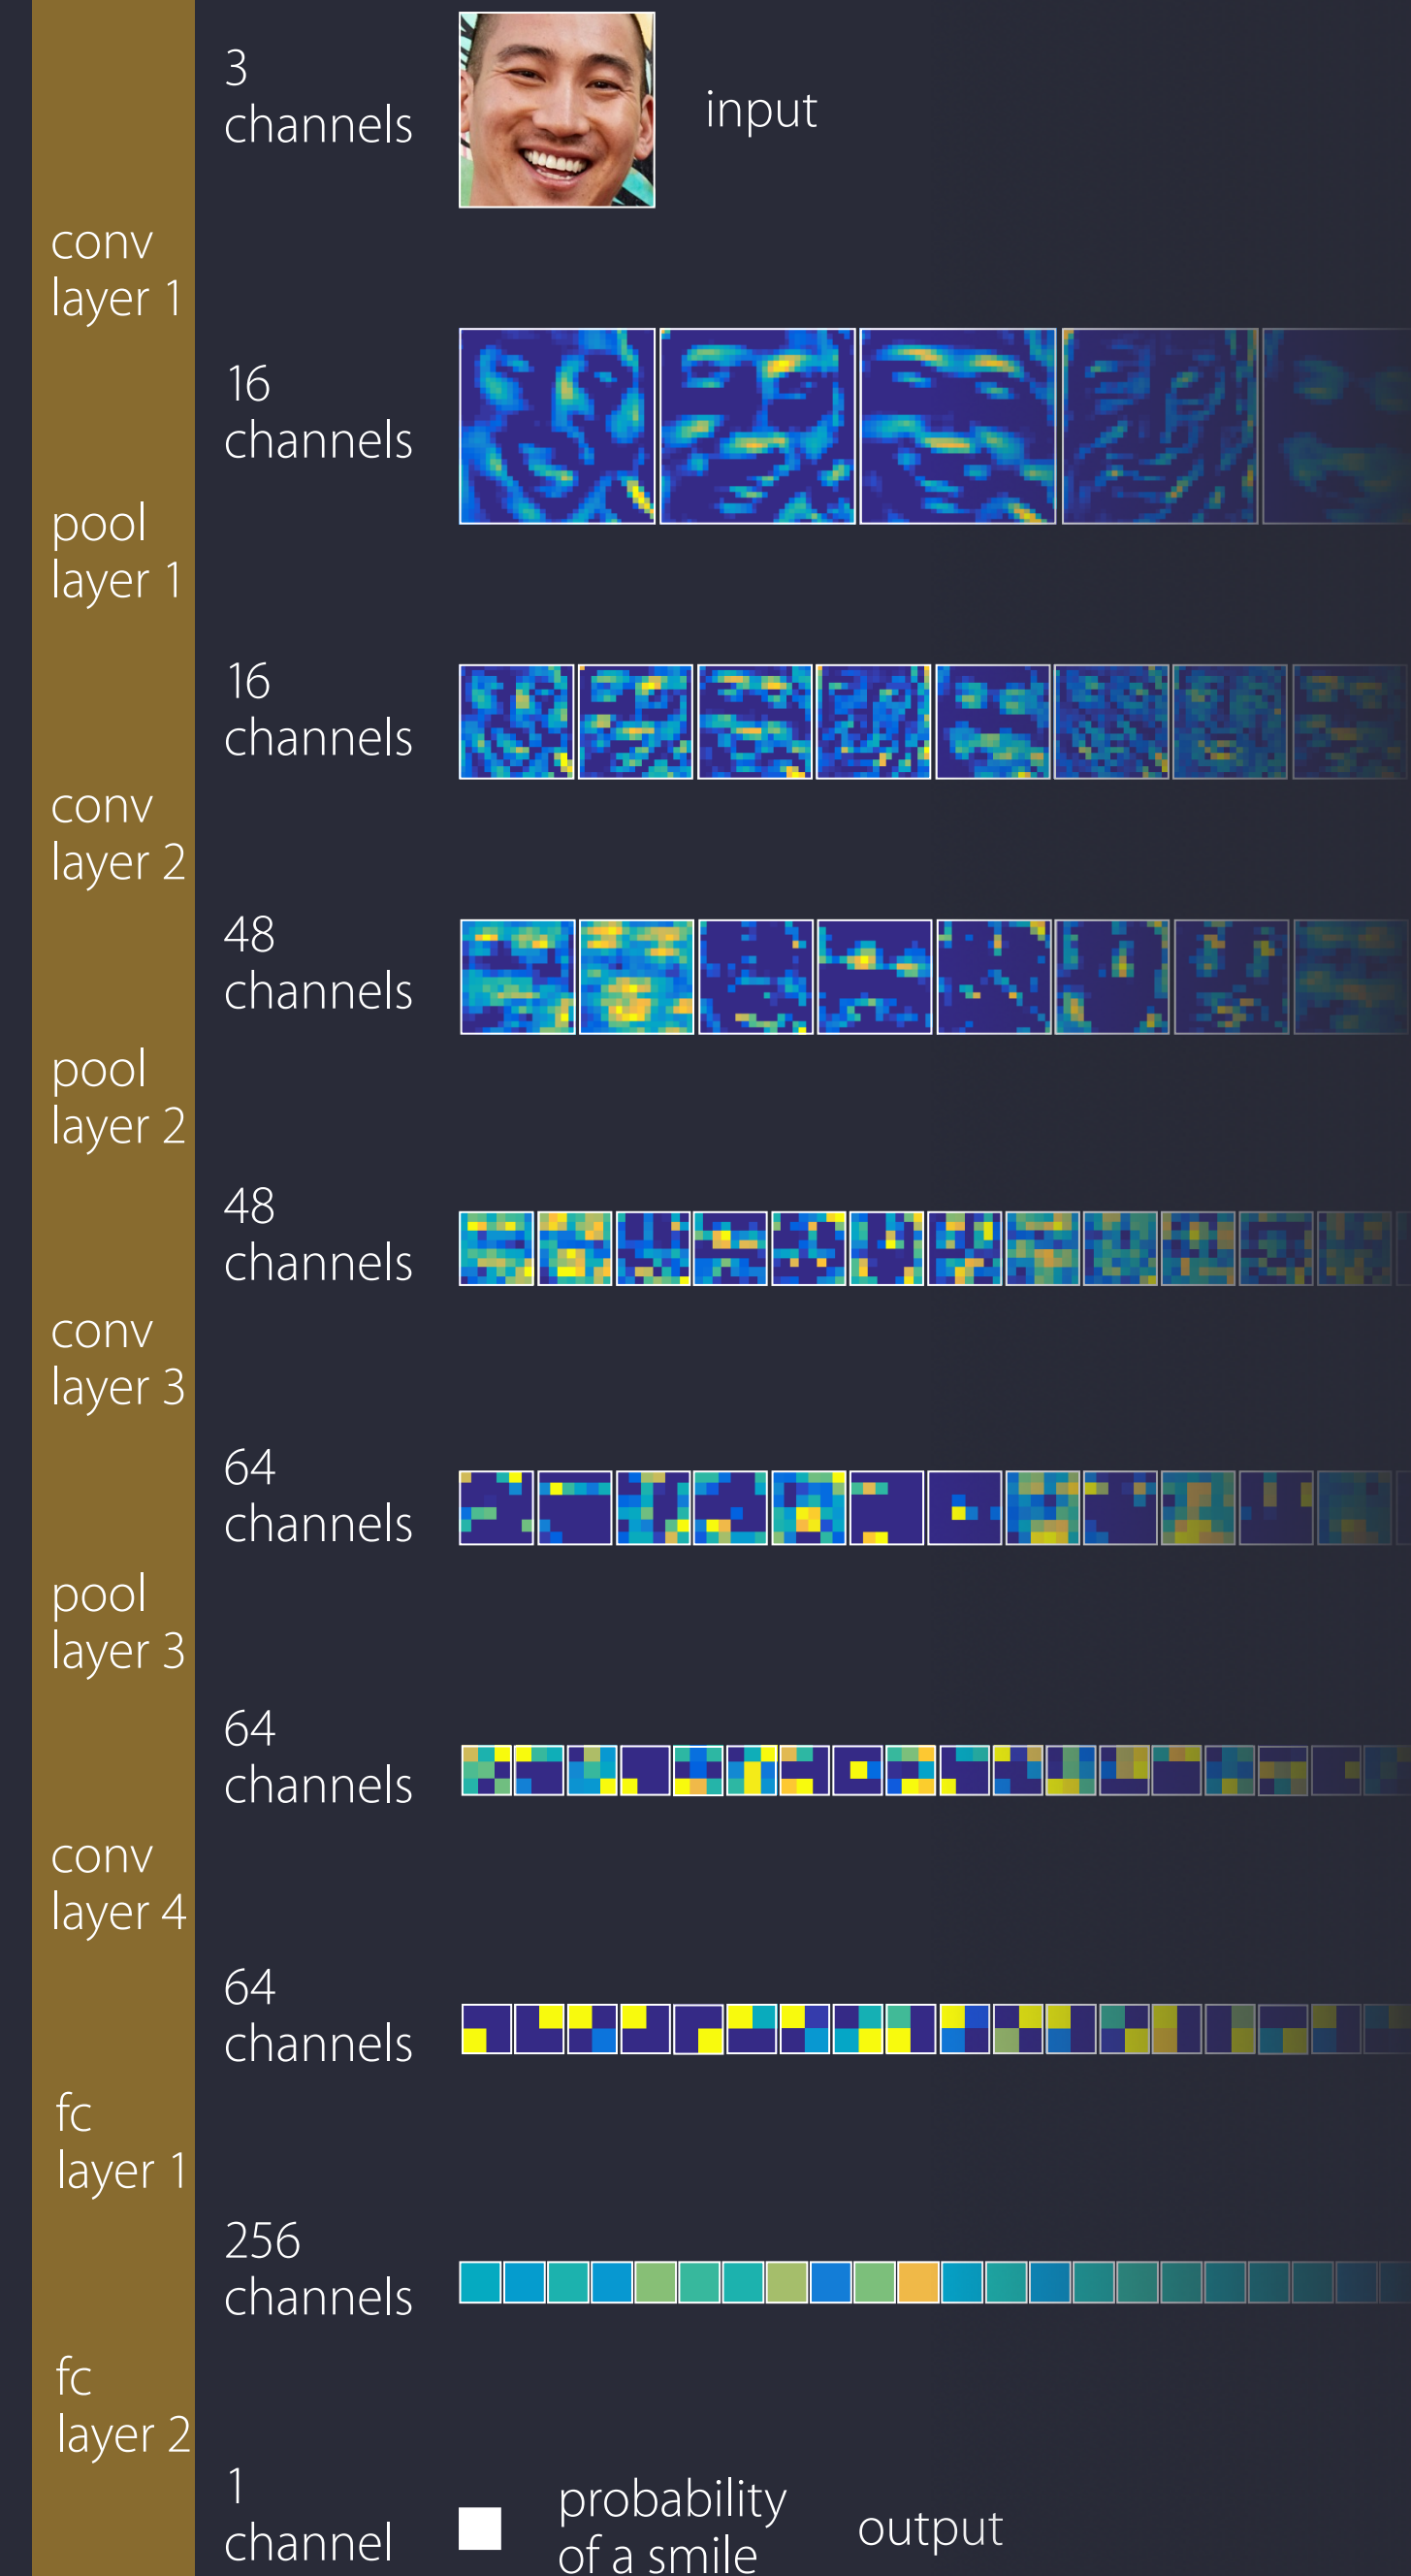 3
channels
input
conv
layer 1
16
channels
pool
layer 1
16
channels
conv
layer 2
48
channels
pool
layer 2
48
channels
conv
layer 3
64
channels
pool
layer 3
64
channels
conv
layer 4
64
channels
fc
layer 1
256
channels
fc
layer 2
1
channel
probability
of a smile
output